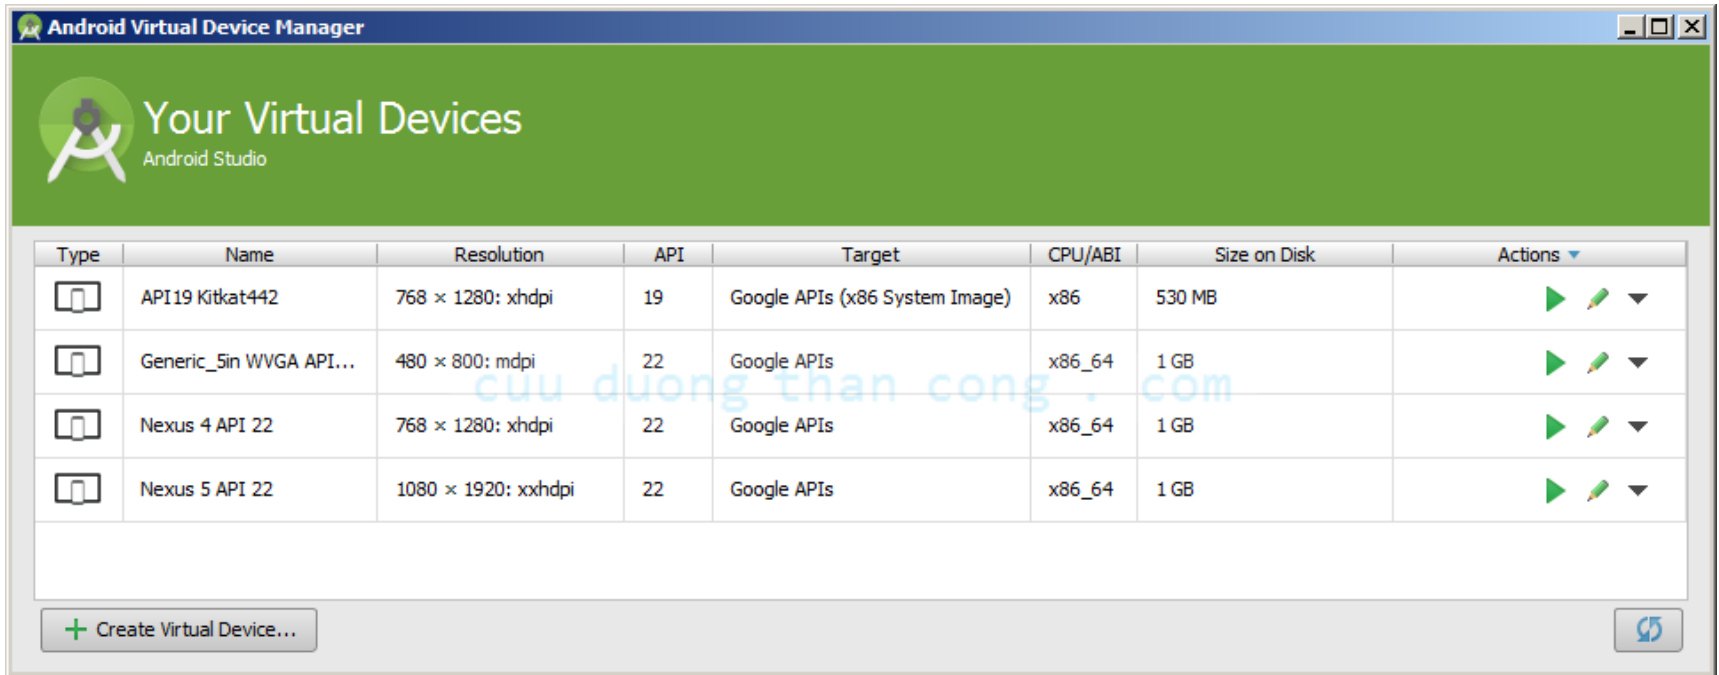 Android Virtual Device Manager
Your Virtual Devices
Android Studio
Type Name Resolution API Target CPU/ABI Size on Disk Actions
API19 Kitkat442 768 × 1280: xhdpi 19 Google APIs (x86 System Image) x86 530 MB
Generic_5in WVGA API... 480 × 800: mdpi 22 Google APIs x86_64 1 GB
cuu duong than cong . com
Nexus 4 API 22 768 × 1280: xhdpi 22 Google APIs x86_64 1 GB
Nexus 5 API 22 1080 × 1920: xxhdpi 22 Google APIs x86_64 1 GB
Create Virtual Device...